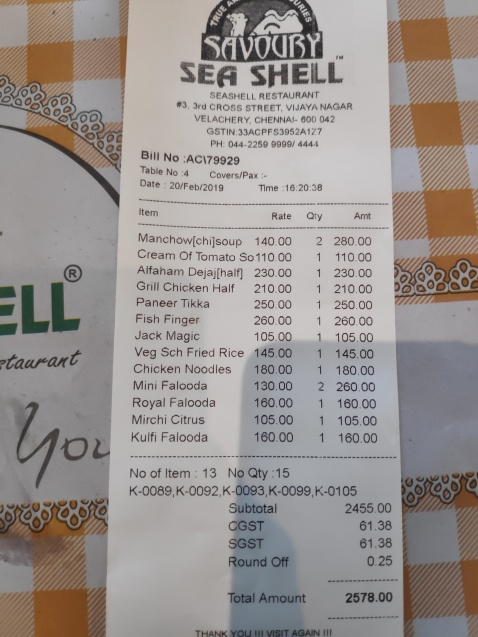 SAVOURY
SEA SHELL™
SEASHELL RESTAURANT
#3, 3rd CROSS STREET, VIJAYA NAGAR
VELACHERY, CHENNAI- 600 042
GSTIN:33ACPFS3952A1Z7
PH: 044-2259 9999/ 4444
Bill No :AC\79929
Table No :4 Covers/Pax :-
Date : 20/Feb/2019 Time :16:20:38
Item Rate Qty Amt
Manchow[chi]soup 140.00 2 280.00
Cream Of Tomato So110.00 1 110.00
Alfaham Dejaj[half] 230.00 1 230.00
Grill Chicken Half 210.00 1 210.00
Paneer Tikka 250.00 1 250.00
Fish Finger 260.00 1 260.00
Jack Magic 105.00 1 105.00
Veg Sch Fried Rice 145.00 1 145.00
Chicken Noodles 180.00 1 180.00
Mini Falooda 130.00 2 260.00
Royal Falooda 160.00 1 160.00
Mirchi Citrus 105.00 1 105.00
Kulfi Falooda 160.00 1 160.00
No of Item : 13 No Qty :15
K-0089,K-0092,K-0093,K-0099,K-0105
Subtotal 2455.00
CGST 61.38
SGST 61.38
Round Off 0.25
Total Amount 2578.00
THANK YOU !!! VISIT AGAIN !!!
ELL®
staurant
You